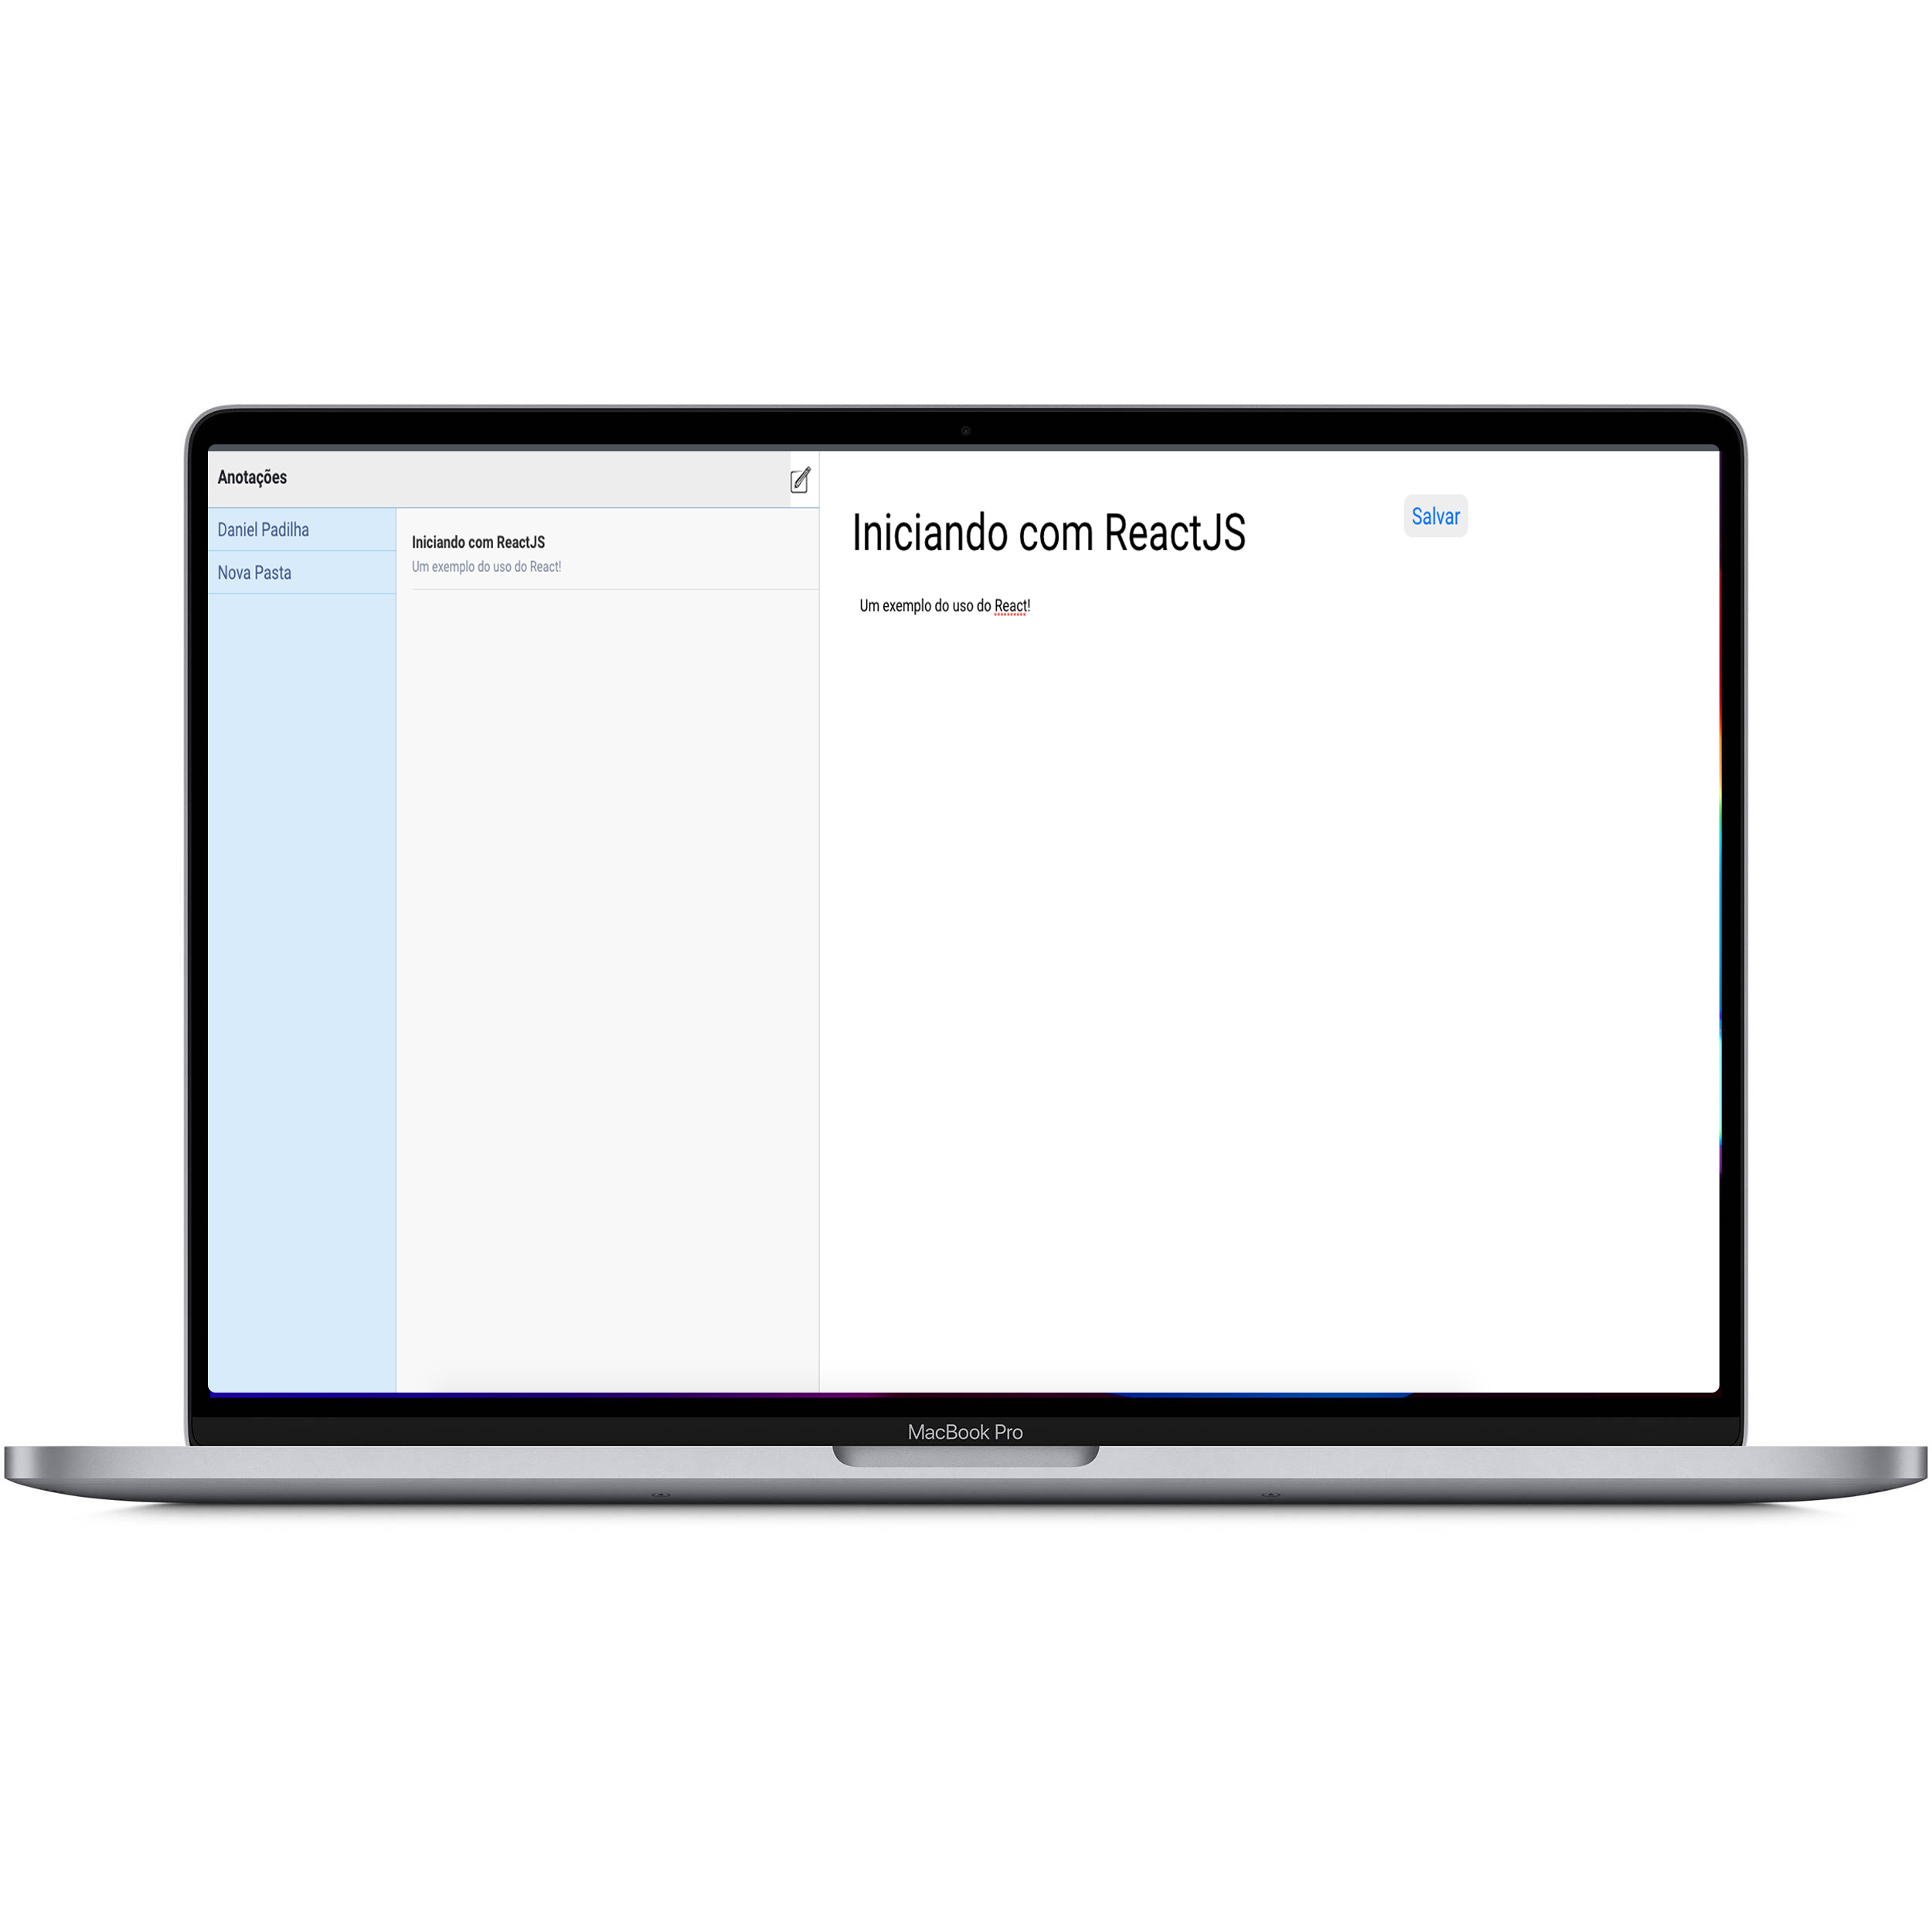 Anotações
Daniel Padilha
Nova Pasta
Iniciando com ReactJS
Um exemplo do uso do React!
Iniciando com ReactJS
Salvar
Um exemplo do uso do React!
MacBook Pro